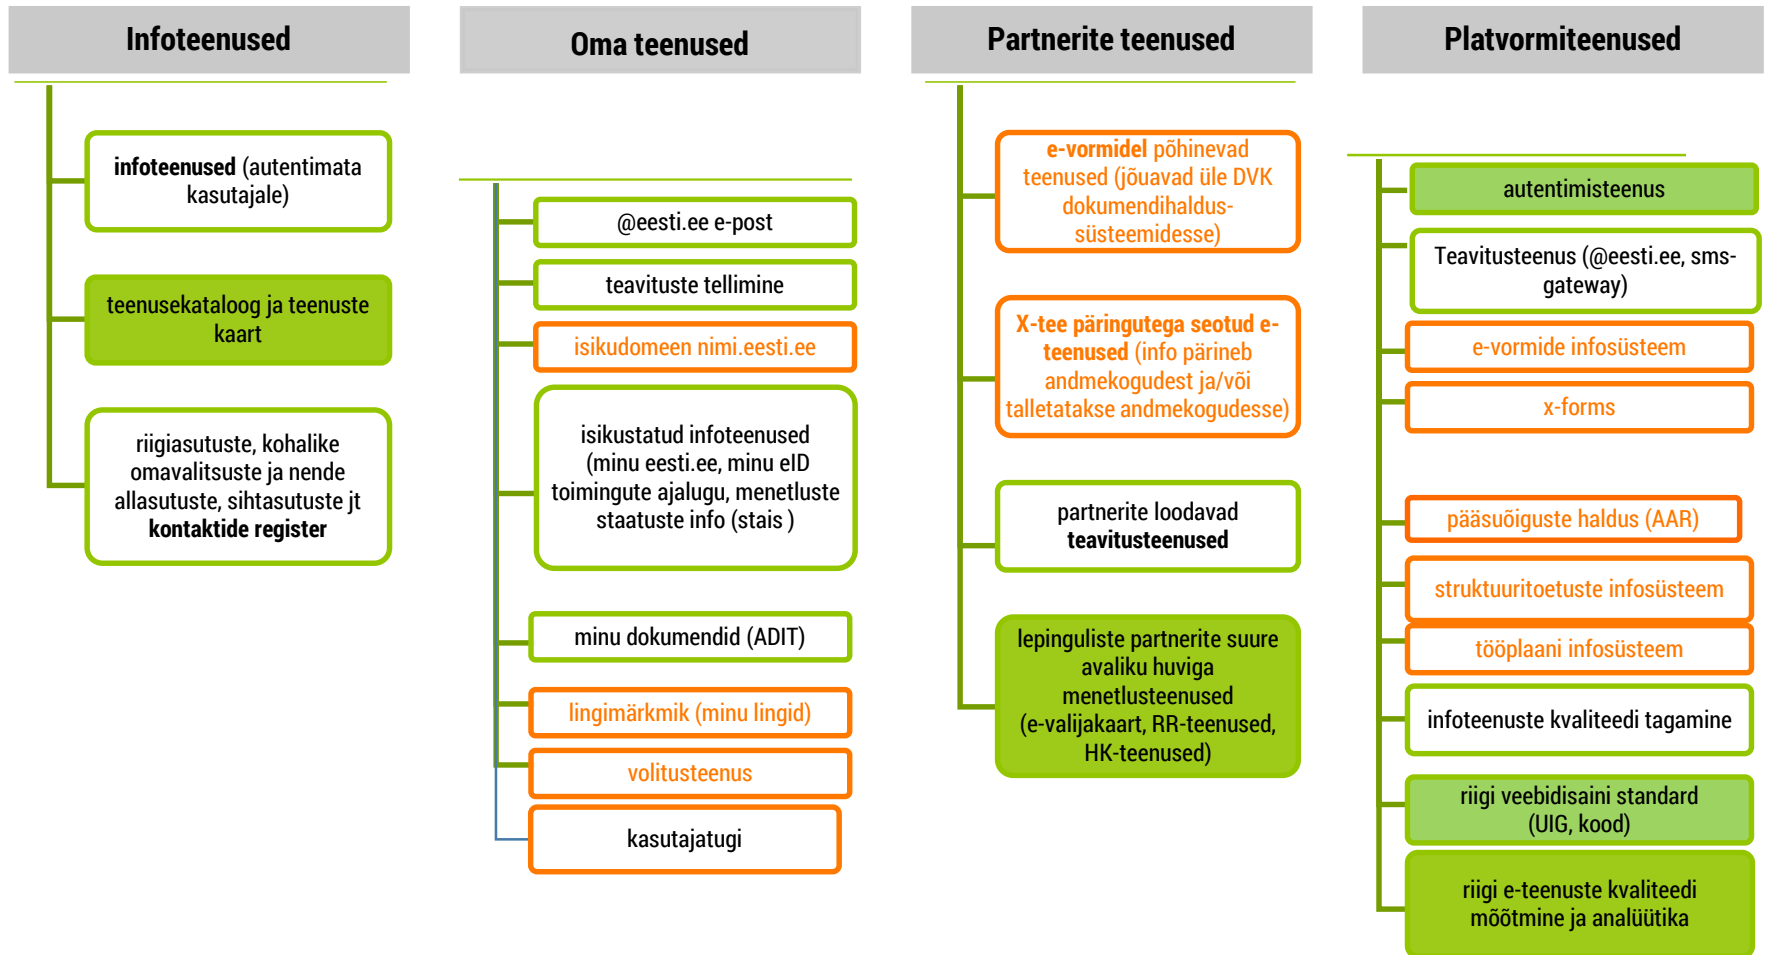 Infoteenused
infoteenused (autentimata
kasutajale)
teenusekataloog ja teenuste
kaart
riigiasutuste, kohalike
omavalitsuste ja nende
allasutuste, sihtasutuste jt
kontaktide register
Oma teenused
@eesti.ee e-post
teavituste tellimine
isikudomeen nimi.eesti.ee
isikustatud infoteenused
(minu eesti.ee, minu eID
toimingute ajalugu, menetluste
staatuste info (stais )
minu dokumendid (ADIT)
lingimärkmik (minu lingid)
volitusteenus
kasutajatugi
Partnerite teenused
e-vormidel põhinevad
teenused (jõuavad üle DVK
dokumendihaldus-
süsteemidesse)
X-tee päringutega seotud e-
teenused (info pärineb
andmekogudest ja/või
talletatakse andmekogudesse)
partnerite loodavad
teavitusteenused
lepinguliste partnerite suure
avaliku huviga
menetlusteenused
(e-valijakaart, RR-teenused,
HK-teenused)
Platvormiteenused
autentimisteenus
Teavitusteenus (@eesti.ee, sms-
gateway)
e-vormide infosüsteem
x-forms
pääsuõiguste haldus (AAR)
struktuuritoetuste infosüsteem
tööplaani infosüsteem
infoteenuste kvaliteedi tagamine
riigi veebidisaini standard
(UIG, kood)
riigi e-teenuste kvaliteedi
mõõtmine ja analüütika